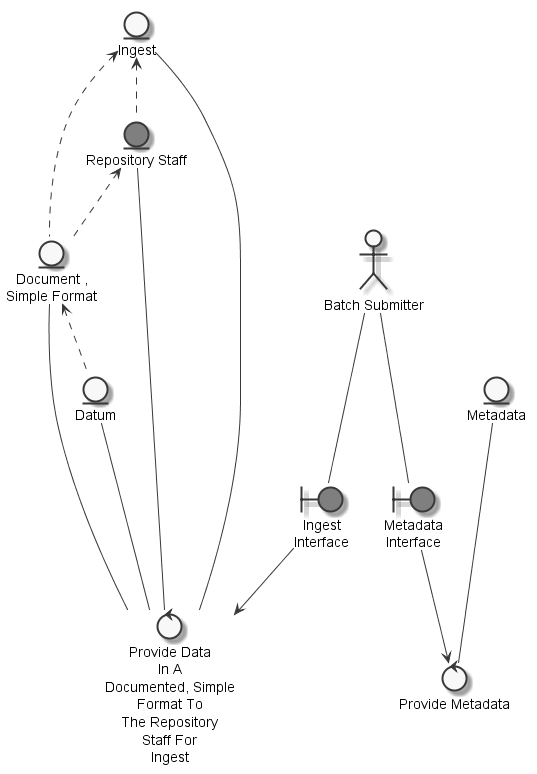 Ingest
Repository Staff
Document ,
Simple Format
Batch Submitter
Datum
Metadata
Ingest
Interface
Metadata
Interface
Provide Data
In A
Documented, Simple
Format To
The Repository
Staff For
Ingest
Provide Metadata